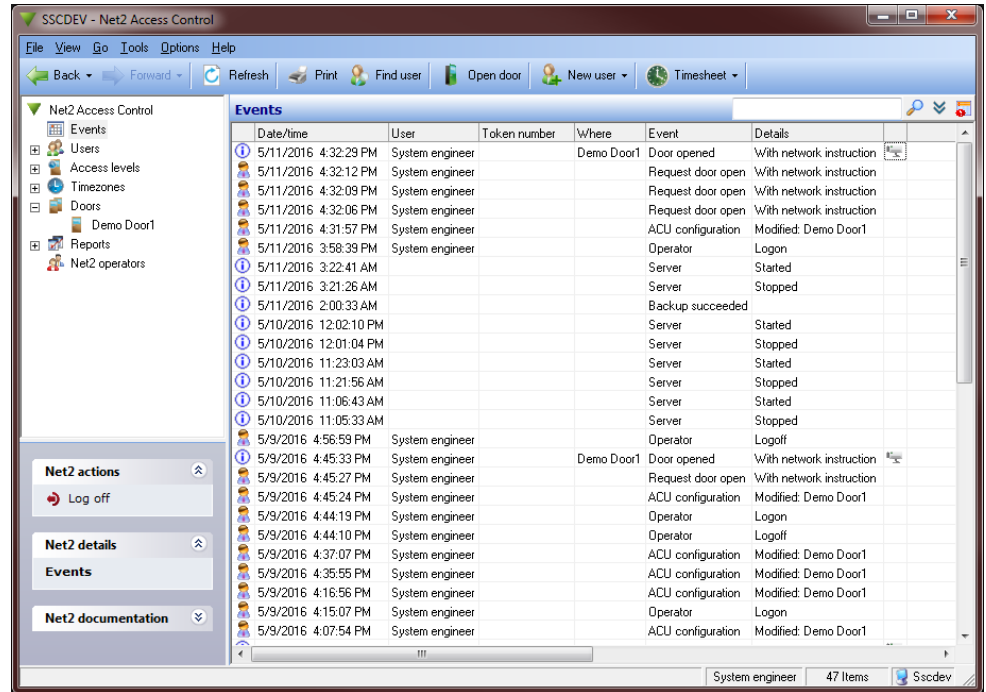 SSCDEV - Net2 Access Control
File View Go Tools Options Help
Back Forward Refresh Print Find user Open door New user Timesheet
Net2 Access Control
Events
Users
Access levels
Timezones
Doors
Demo Door1
Reports
Net2 operators
Net2 actions
Log off
Net2 details
Events
Net2 documentation
Events
Date/time User Token number Where Event Details
5/11/2016 4:32:29 PM System engineer Demo Door1 Door opened With network instruction
5/11/2016 4:32:12 PM System engineer Request door open With network instruction
5/11/2016 4:32:09 PM System engineer Request door open With network instruction
5/11/2016 4:32:06 PM System engineer Request door open With network instruction
5/11/2016 4:31:57 PM System engineer ACU configuration Modified: Demo Door1
5/11/2016 3:58:39 PM System engineer Operator Logon
5/11/2016 3:22:41 AM Server Started
5/11/2016 3:21:26 AM Server Stopped
5/11/2016 2:00:33 AM Backup succeeded
5/10/2016 12:02:10 PM Server Started
5/10/2016 12:01:04 PM Server Stopped
5/10/2016 11:23:03 AM Server Started
5/10/2016 11:21:56 AM Server Stopped
5/10/2016 11:06:43 AM Server Started
5/10/2016 11:05:33 AM Server Stopped
5/9/2016 4:56:59 PM System engineer Operator Logoff
5/9/2016 4:45:33 PM System engineer Demo Door1 Door opened With network instruction
5/9/2016 4:45:27 PM System engineer Request door open With network instruction
5/9/2016 4:45:24 PM System engineer ACU configuration Modified: Demo Door1
5/9/2016 4:44:19 PM System engineer Operator Logon
5/9/2016 4:44:10 PM System engineer Operator Logoff
5/9/2016 4:37:07 PM System engineer ACU configuration Modified: Demo Door1
5/9/2016 4:35:55 PM System engineer ACU configuration Modified: Demo Door1
5/9/2016 4:16:56 PM System engineer ACU configuration Modified: Demo Door1
5/9/2016 4:15:07 PM System engineer Operator Logon
5/9/2016 4:07:54 PM System engineer ACU configuration Modified: Demo Door1
System engineer 47 Items Sscdev